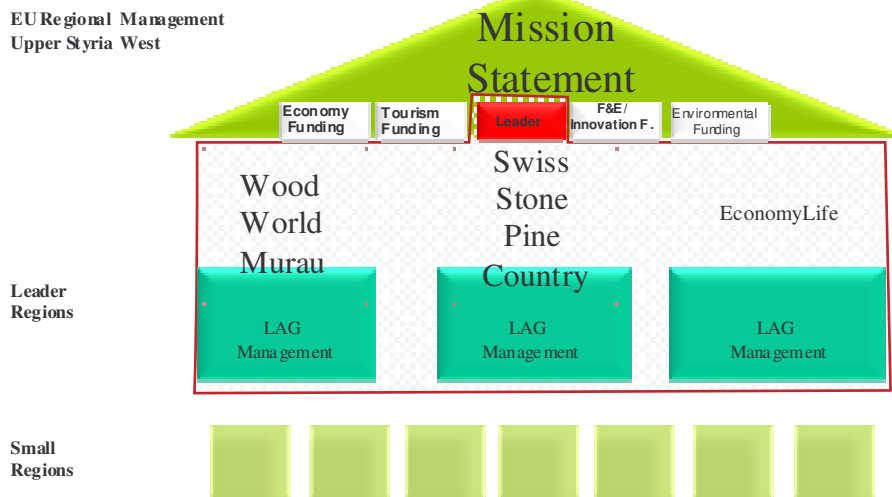 EU Regional Management
Upper Styria West
Mission
Statement
Economy
Funding
Tourism
Funding
Leader
F&E/
Innovation F.
Environmental
Funding
Wood
World
Murau
Swiss
Stone
Pine
Country
EconomyLife
Leader
Regions
LAG
Management
LAG
Management
LAG
Management
Small
Regions